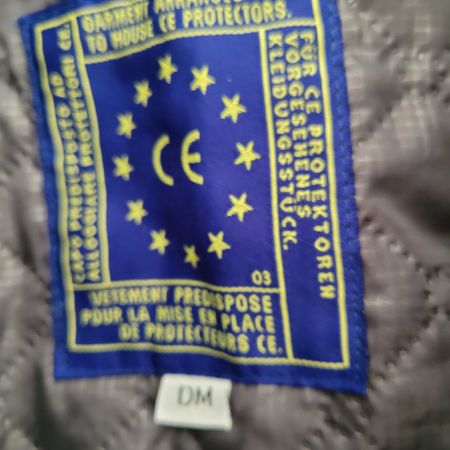 GARMENT ARRANGED
TO HOUSE CE PROTECTORS.
FÜR CE PROTEKTOREN
VORGESEHENES
KLEIDUNGSSTÜCK.
CE
03
CAPO PREDISPOSTO AD
ALLOGGIARE PROTETTORI CE.
VETEMENT PREDISPOSE
POUR LA MISE EN PLACE
DE PROTECTEURS CE.
DM